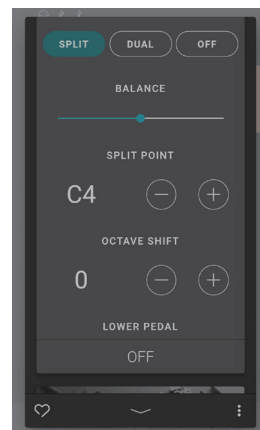 SPLIT DUAL OFF
BALANCE
SPLIT POINT
C4
OCTAVE SHIFT
0
LOWER PEDAL
OFF